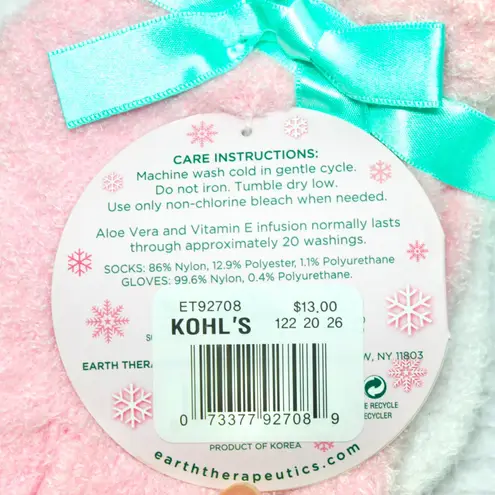 CARE INSTRUCTIONS:
Machine wash cold in gentle cycle.
Do not iron. Tumble dry low.
Use only non-chlorine bleach when needed.
Aloe Vera and Vitamin E infusion normally lasts
through approximately 20 washings.
SOCKS: 86% Nylon, 12.9% Polyester, 1.1% Polyurethane
GLOVES: 99.6% Nylon, 0.4% Polyurethane.
ET92708 $13.00
KOHL'S 122 20 26
EARTH NY 11803
RECYCLE
0 73377 92708 9
PRODUCT OF KOREA
earththerapeutics.com